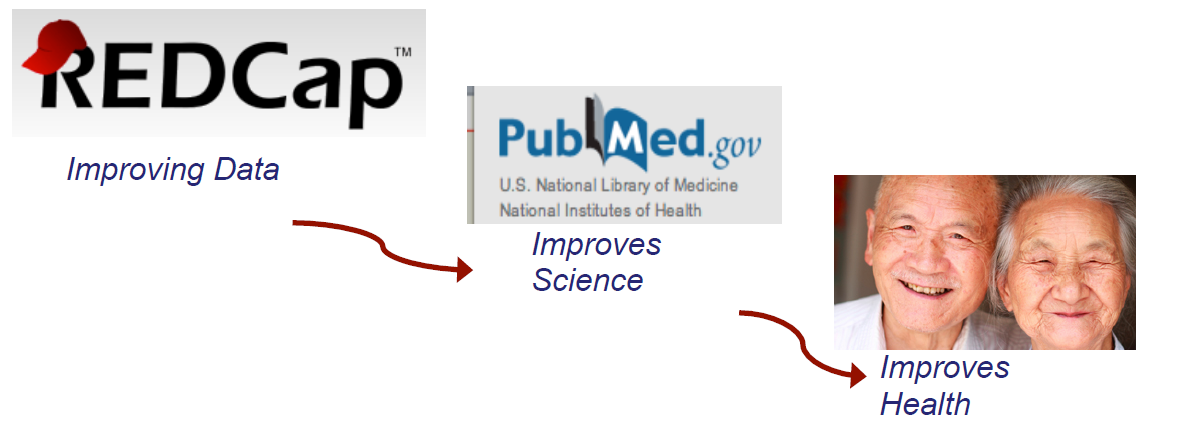 REDCap™
Improving Data
PubMed.gov
U.S. National Library of Medicine
National Institutes of Health
Improves
Science
Improves
Health